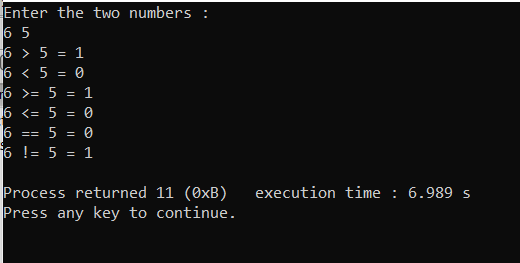 Enter the two numbers :
6 5
6 > 5 = 1
6 < 5 = 0
6 >= 5 = 1
6 <= 5 = 0
6 == 5 = 0
6 != 5 = 1
Process returned 11 (0xB)   execution time : 6.989 s
Press any key to continue.